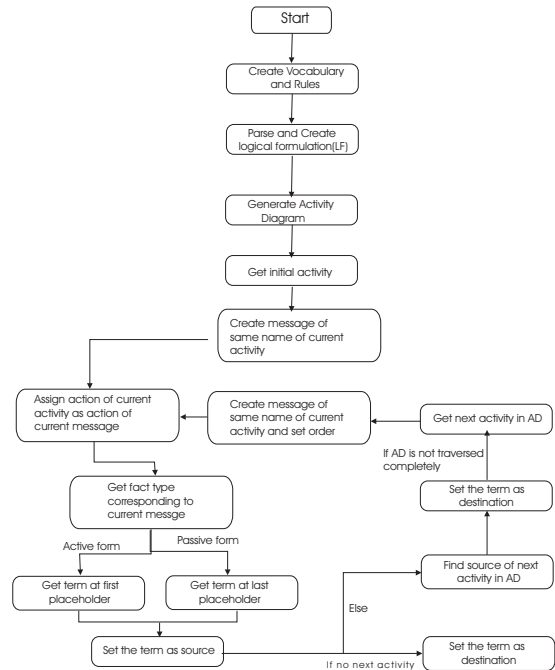 Start
Create Vocabulary
and Rules
Parse and Create
logical formulation(LF)
Generate Activity
Diagram
Get initial activity
Create message of
same name of current
activity
Assign action of current
activity as action of
current message
Create message of
same name of current
activity and set order
Get next activity in AD
If AD is not traversed
completely
Get fact type
corresponding to
current messge
Set the term as
destination
Active form
Passive form
Get term at first
placeholder
Get term at last
placeholder
Find source of next
activity in AD
Else
Set the term as source
If no next activity
Set the term as
destination